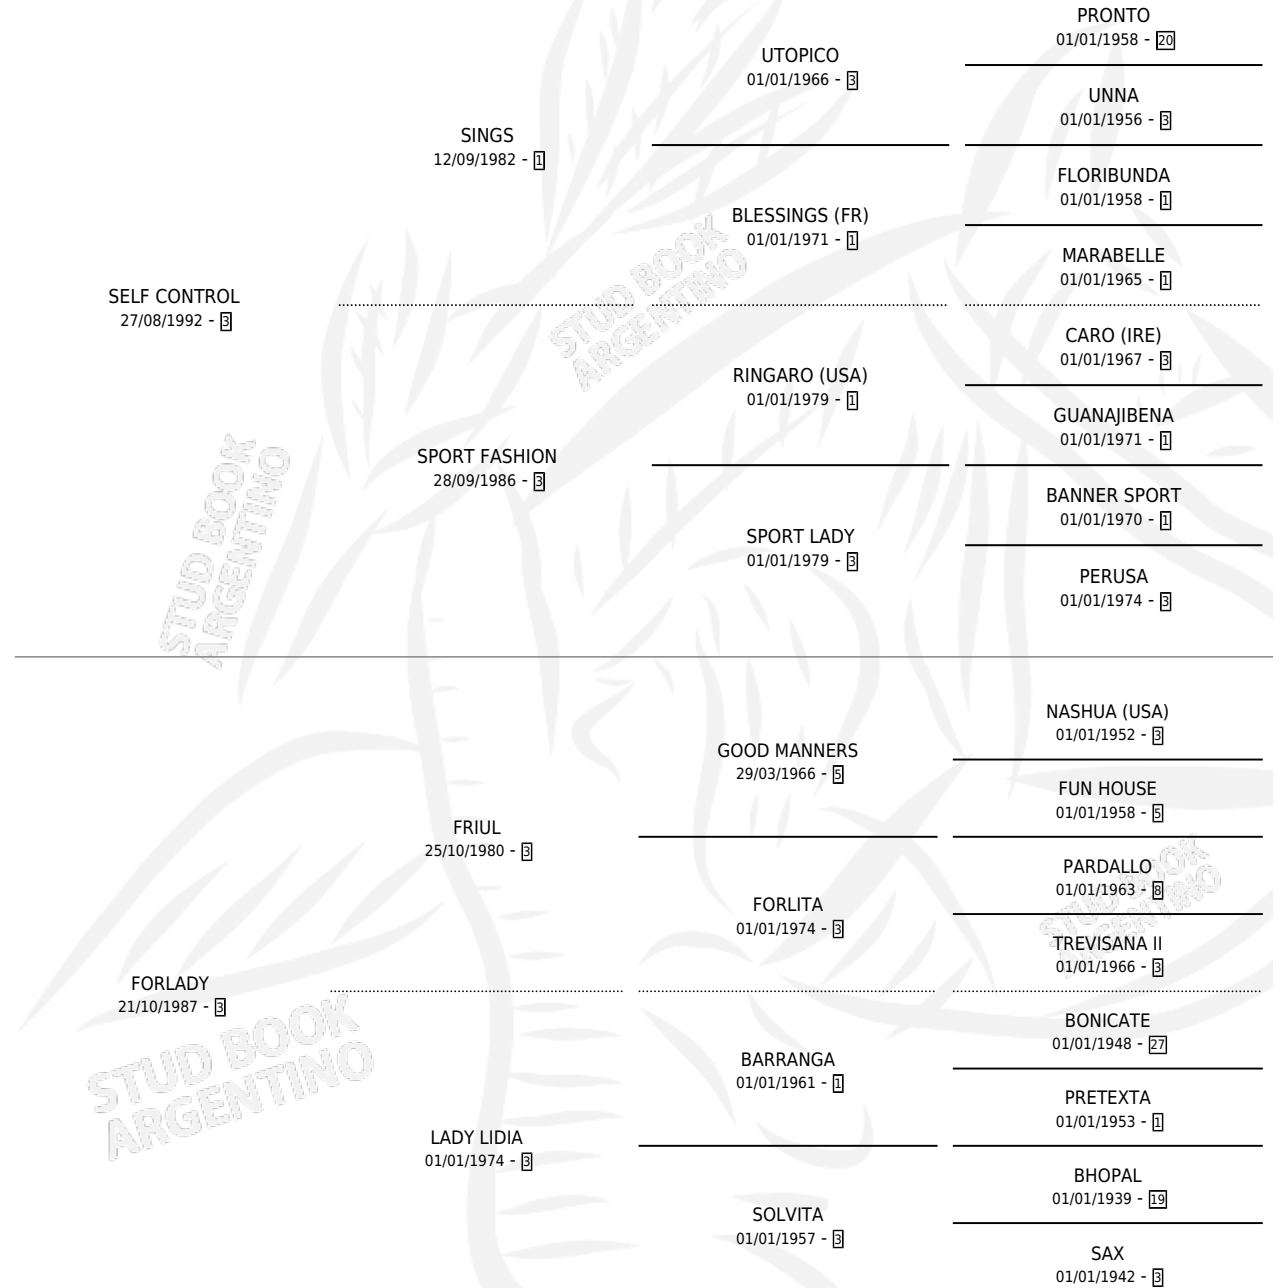 PRONTO
01/01/1958 - 20
UTOPICO
01/01/1966 - 3
UNNA
01/01/1956 - 3
SINGS
12/09/1982 - 1
FLORIBUNDA
01/01/1958 - 1
BLESSINGS (FR)
01/01/1971 - 1
MARABELLE
01/01/1965 - 1
SELF CONTROL
27/08/1992 - 3
STUD BOOK
ARGENTINO
CARO (IRE)
01/01/1967 - 3
RINGARO (USA)
01/01/1979 - 1
GUANAJIBENA
01/01/1971 - 1
SPORT FASHION
28/09/1986 - 3
BANNER SPORT
01/01/1970 - 1
SPORT LADY
01/01/1979 - 3
PERUSA
01/01/1974 - 3
STUD BOOK
ARGENTINO
NASHUA (USA)
01/01/1952 - 3
GOOD MANNERS
29/03/1966 - 5
FUN HOUSE
01/01/1958 - 5
FRIUL
25/10/1980 - 3
PARDALLO
01/01/1963 - 8
FORLITA
01/01/1974 - 3
TREVISANA II
01/01/1966 - 3
STUD BOOK
ARGENTINO
FORLADY
21/10/1987 - 3
BONICATE
01/01/1948 - 27
BARRANGA
01/01/1961 - 1
PRETEXTA
01/01/1953 - 1
STUD BOOK
ARGENTINO
LADY LIDIA
01/01/1974 - 3
BHOPAL
01/01/1939 - 19
SOLVITA
01/01/1957 - 3
SAX
01/01/1942 - 3